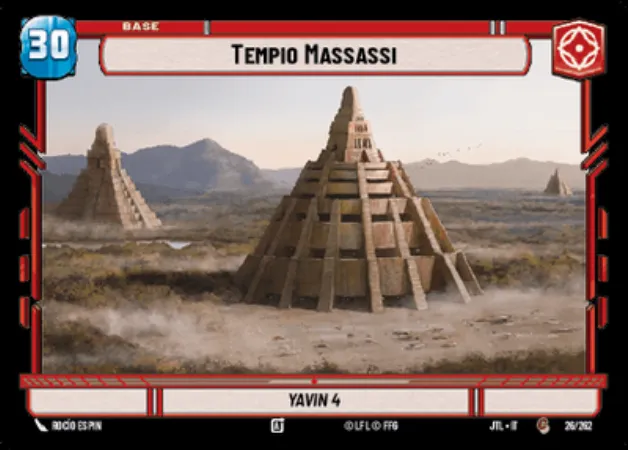 BASE
30
TEMPIO MASSASSI
YAVIN 4
ROCÍO ESPIN
©LFL ©FFG
JTL • IT
26/262